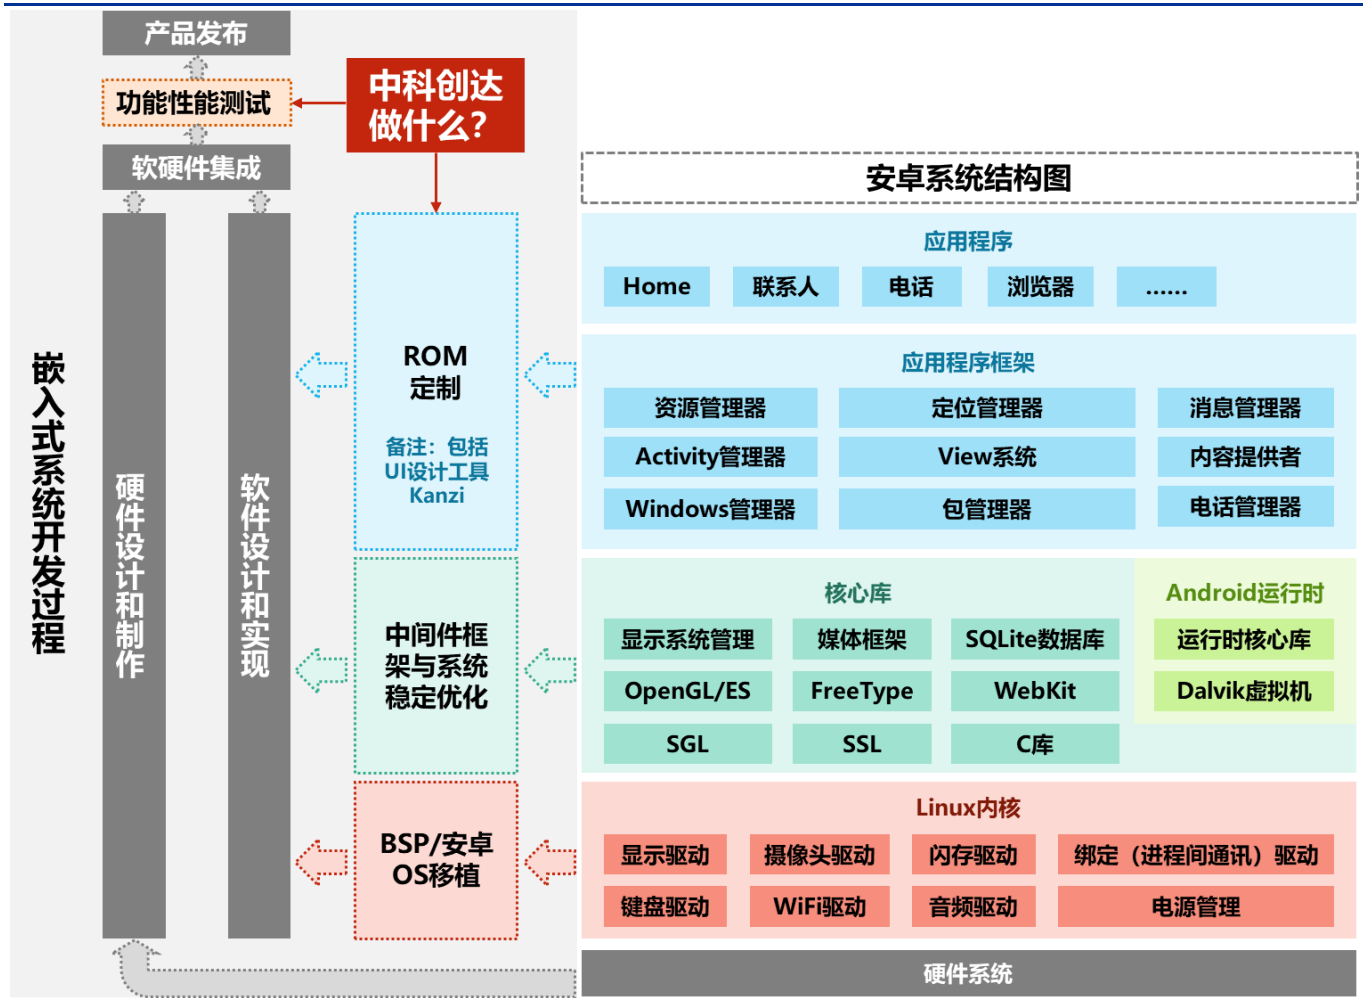 产品发布
功能性能测试
中科创达
做什么?
软硬件集成
嵌入式系统开发过程
硬件设计和制作
软件设计和实现
ROM
定制
备注：包括
UI设计工具
Kanzi
中间件框
架与系统
稳定优化
BSP/安卓
OS移植
安卓系统结构图
应用程序
Home
联系人
电话
浏览器
……
应用程序框架
资源管理器
定位管理器
消息管理器
Activity管理器
View系统
内容提供者
Windows管理器
包管理器
电话管理器
核心库
显示系统管理
媒体框架
SQLite数据库
OpenGL/ES
FreeType
WebKit
SGL
SSL
C库
Android运行时
运行时核心库
Dalvik虚拟机
Linux内核
显示驱动
摄像头驱动
闪存驱动
绑定（进程间通讯）驱动
键盘驱动
WiFi驱动
音频驱动
电源管理
硬件系统